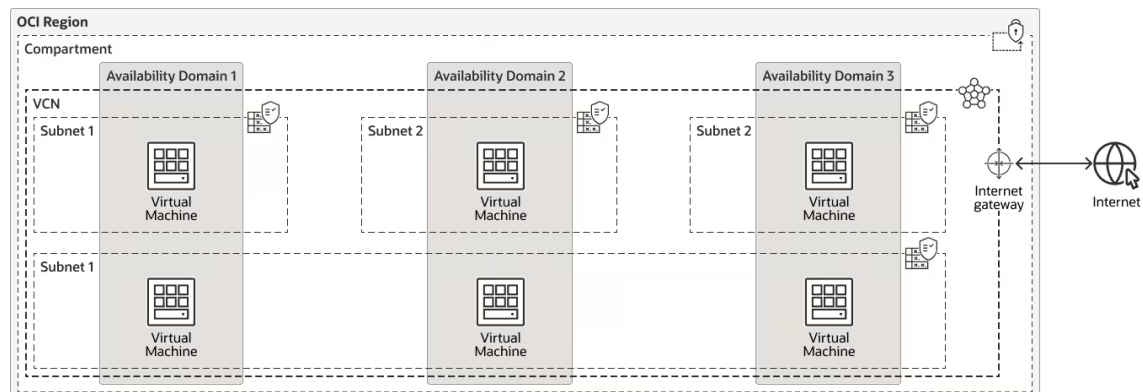 OCI Region
Compartment
Availability Domain 1
Availability Domain 2
Availability Domain 3
VCN
Subnet 1
Subnet 2
Subnet 2
Virtual
Machine
Virtual
Machine
Virtual
Machine
Internet
gateway
Internet
Subnet 1
Virtual
Machine
Virtual
Machine
Virtual
Machine